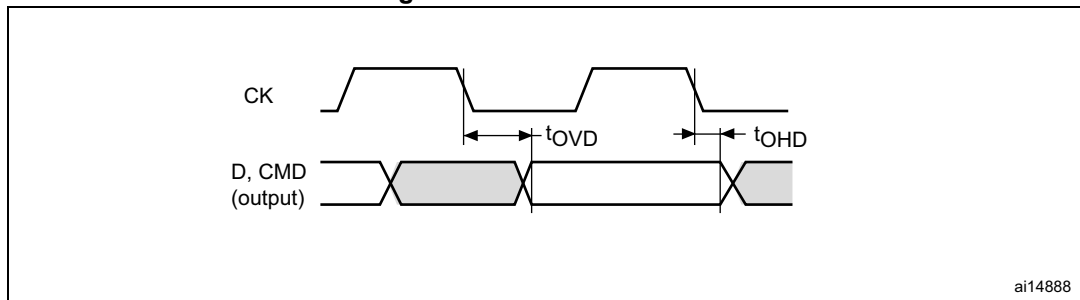 CK
tOVD
tOHD
D, CMD
(output)
ai14888